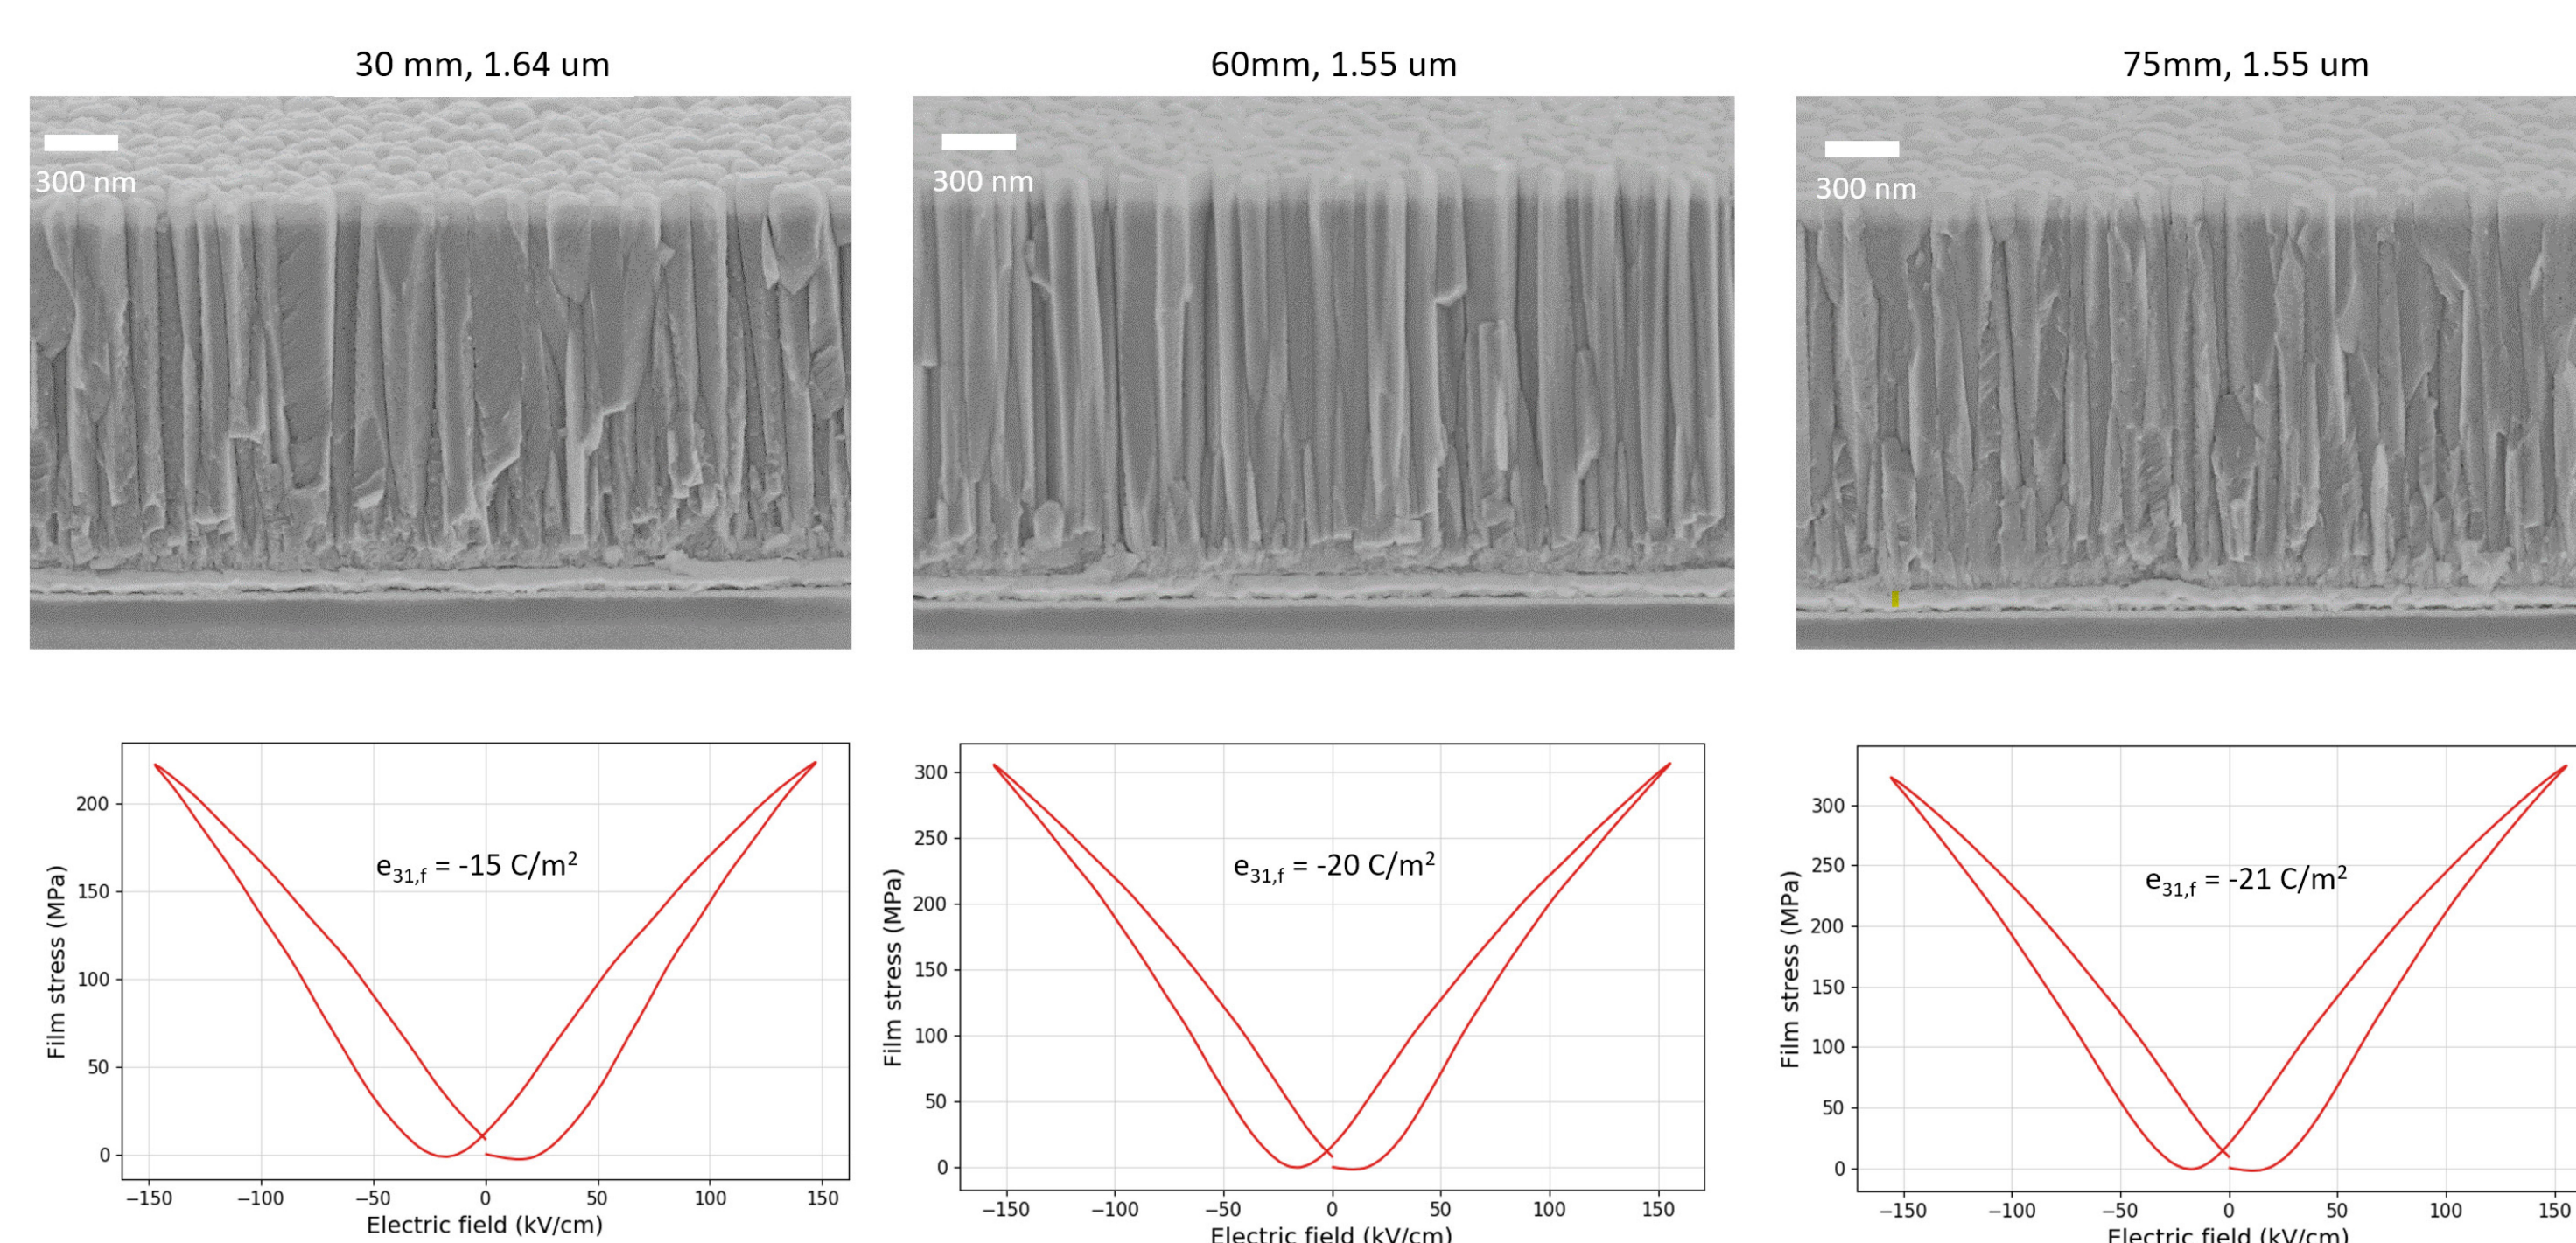 30 mm, 1.64 um
60mm, 1.55 um
75mm, 1.55 um
300 nm
300 nm
300 nm
e31,f = -15 C/m2
200
150
100
50
0
−150
−100
−50
0
50
100
150
Film stress (MPa)
Electric field (kV/cm)
e31,f = -20 C/m2
300
250
200
150
100
50
0
−150
−100
−50
0
50
100
150
Film stress (MPa)
Electric field (kV/cm)
e31,f = -21 C/m2
300
250
200
150
100
50
0
−150
−100
−50
0
50
100
150
Film stress (MPa)
Electric field (kV/cm)